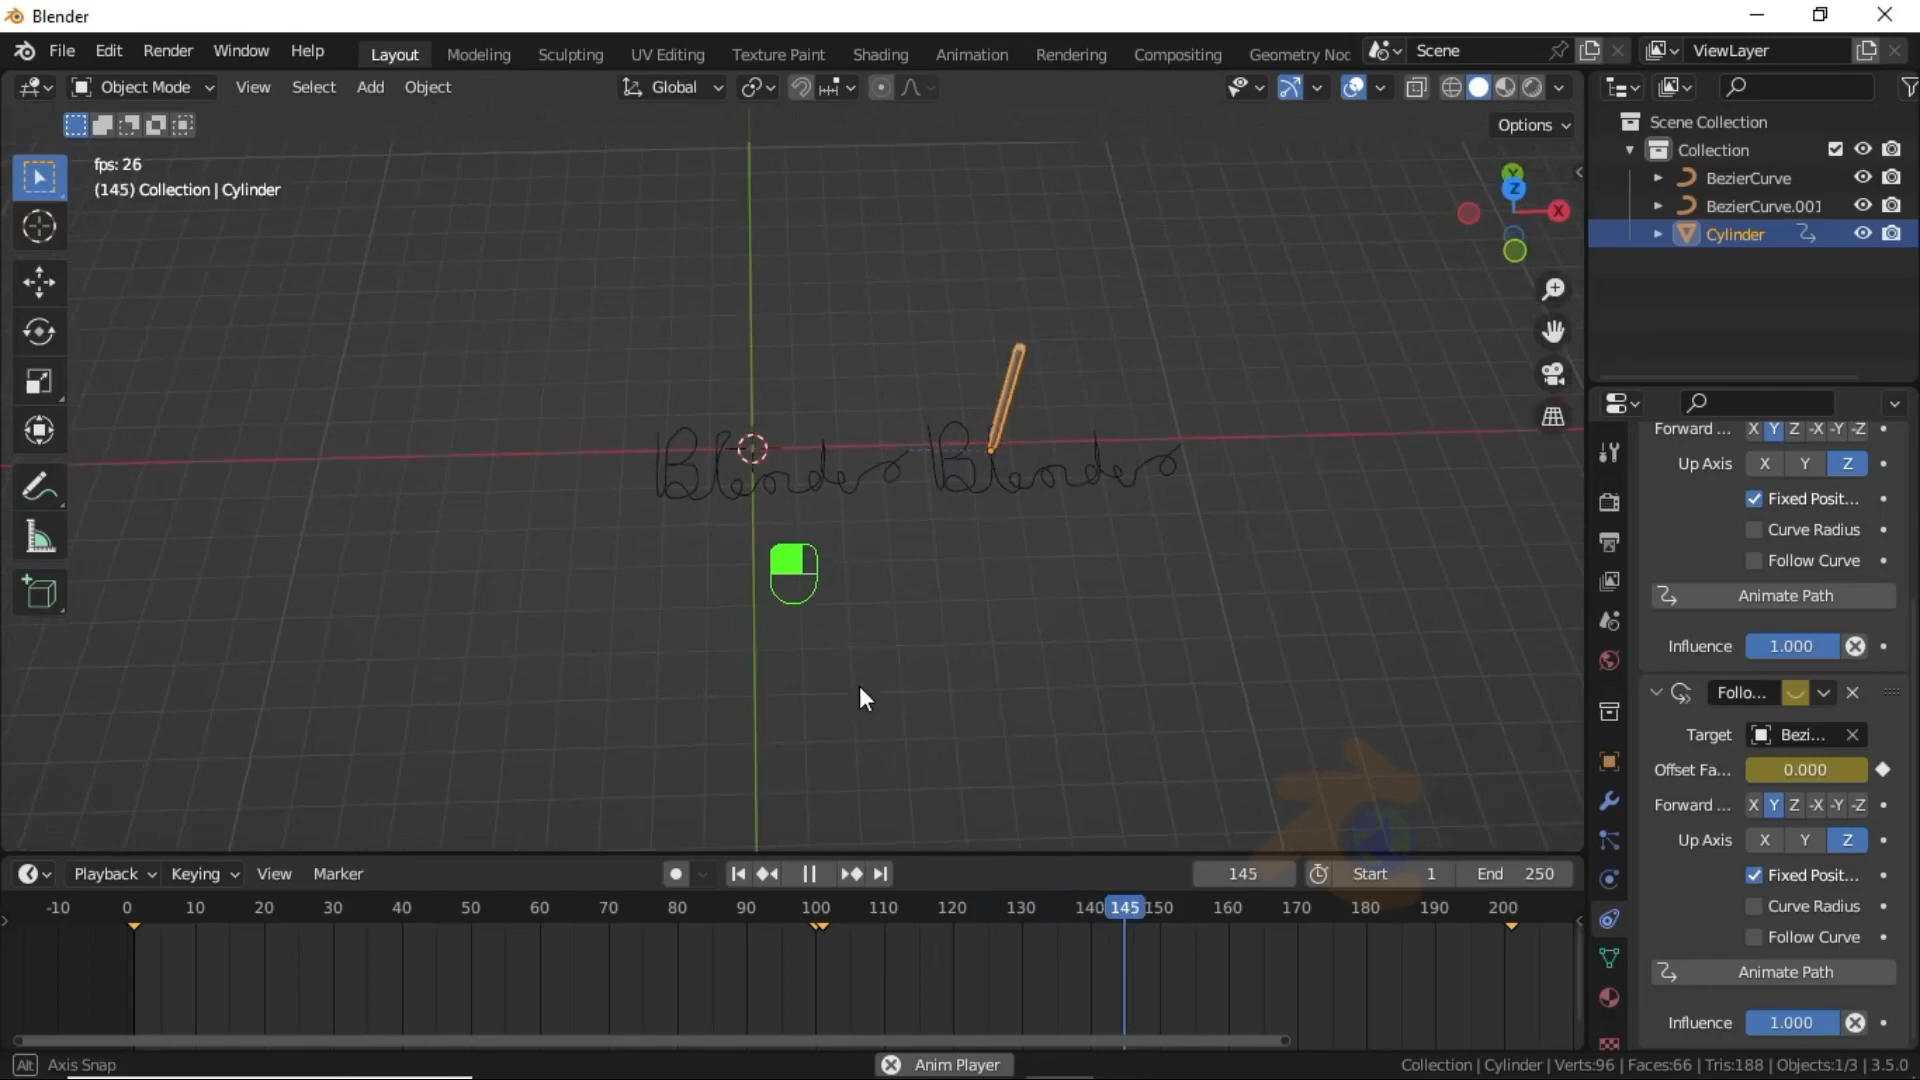 Blender
File Edit Render Window Help Layout Modeling Sculpting UV Editing Texture Paint Shading Animation Rendering Compositing Geometry Noc Scene ViewLayer
Object Mode View Select Add Object Global
Options
fps: 26
(145) Collection | Cylinder
Y
Z
X
Blender Blender
Scene Collection
Collection
BezierCurve
BezierCurve.001
Cylinder
Forward ... X Y Z -X -Y -Z
Up Axis X Y Z
Fixed Posit...
Curve Radius
Follow Curve
Animate Path
Influence 1.000
Follo...
Target Bezi...
Offset Fa... 0.000
Forward ... X Y Z -X -Y -Z
Up Axis X Y Z
Fixed Posit...
Curve Radius
Follow Curve
Animate Path
Influence 1.000
Playback Keying View Marker 145 Start 1 End 250
-10 0 10 20 30 40 50 60 70 80 90 100 110 120 130 140 145 150 160 170 180 190 200
Alt Axis Snap Anim Player Collection | Cylinder | Verts:96 | Faces:66 | Tris:188 | Objects:1/3 | 3.5.0